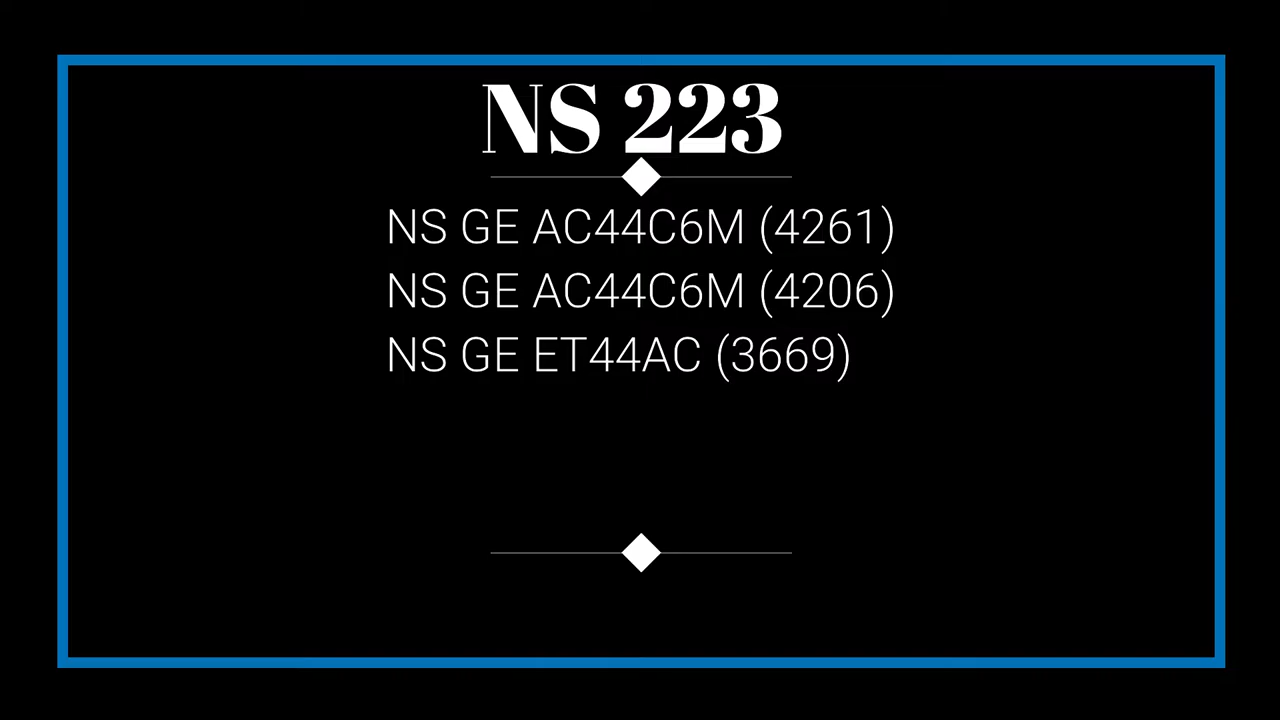 NS 223
NS GE AC44C6M (4261)
NS GE AC44C6M (4206)
NS GE ET44AC (3669)